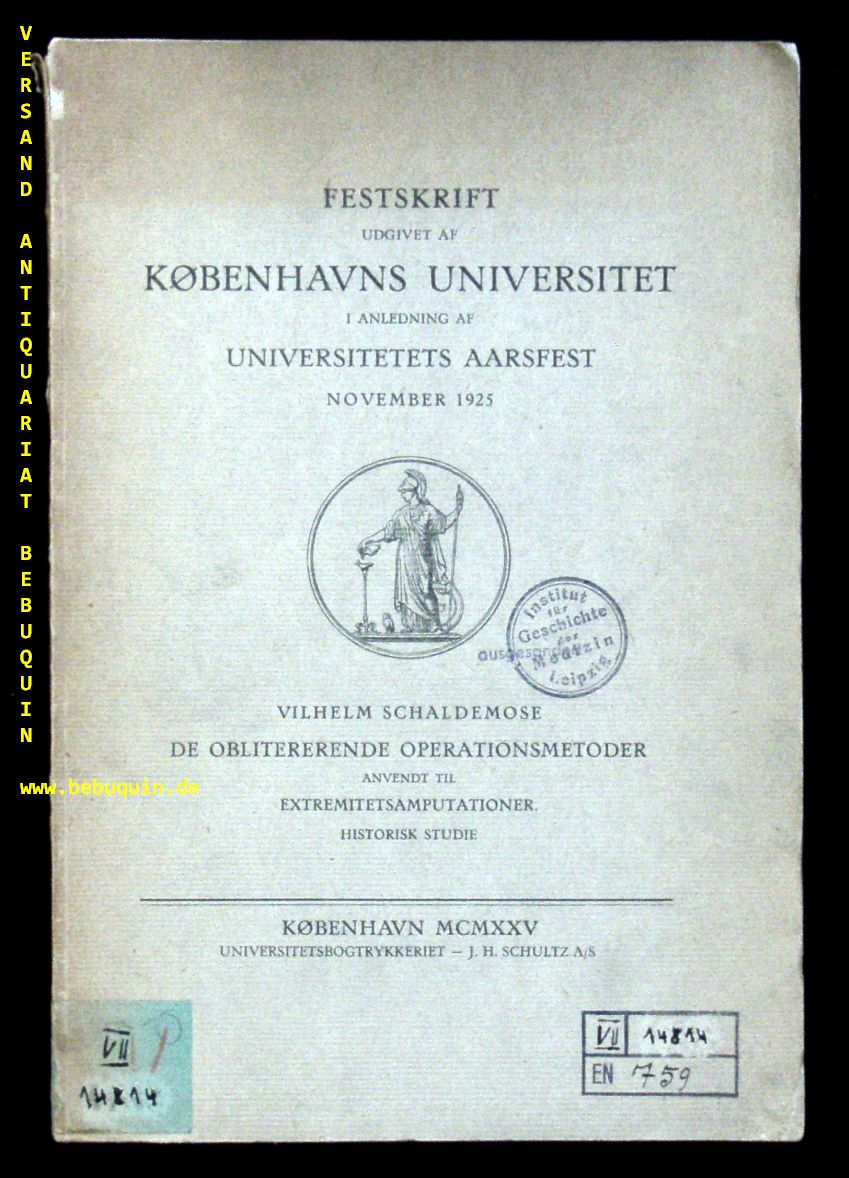 VERSAND ANTIQUARIAT BEBUQUIN
www.bebuquin.de
FESTSKRIFT
UDGIVET AF
KØBENHAVNS UNIVERSITET
I ANLEDNING AF
UNIVERSITETETS AARSFEST
NOVEMBER 1925
Institut
für
Geschichte
der
Medizin
Leipzig
VILHELM SCHALDEMOSE
DE OBLITERERENDE OPERATIONSMETODER
ANVENDT TIL
EXTREMITETSAMPUTATIONER.
HISTORISK STUDIE
KØBENHAVN MCMXXV
UNIVERSITETSBOGTRYKKERIET — J. H. SCHULTZ A/S
VII
14814
VII 14814
EN 759